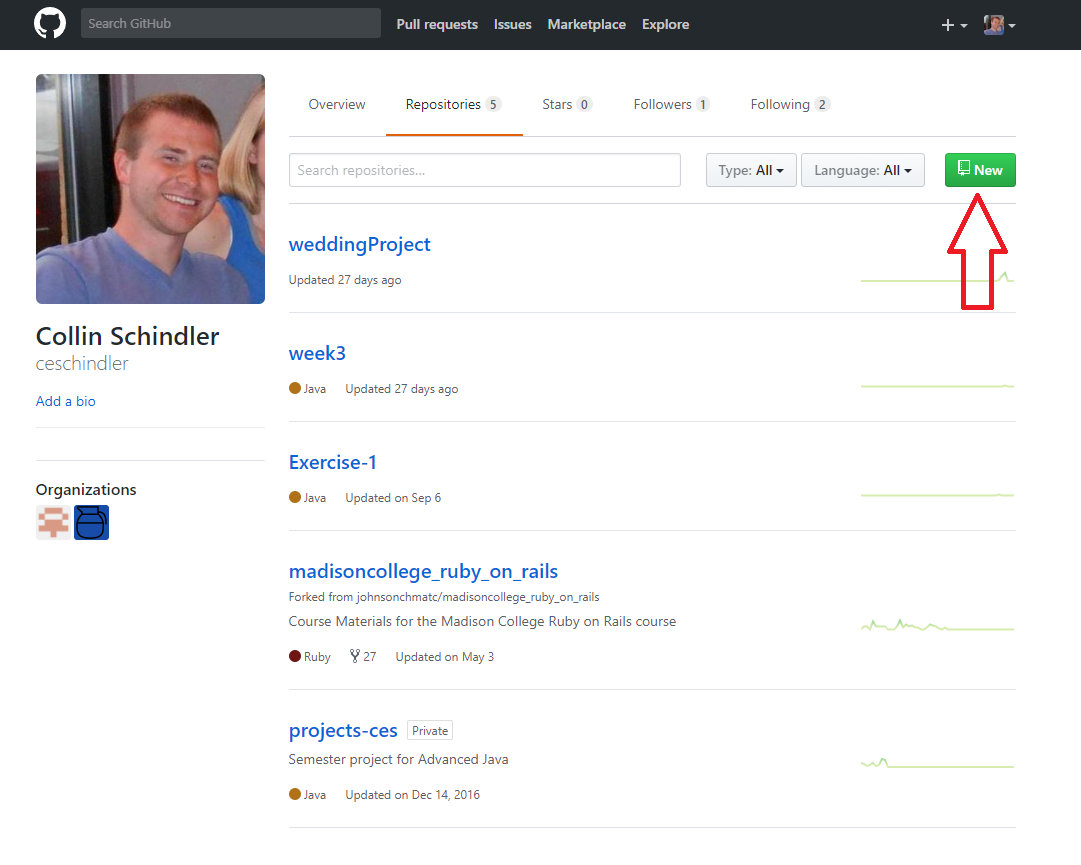 Search GitHub Pull requests Issues Marketplace Explore
Overview Repositories 5 Stars 0 Followers 1 Following 2
Search repositories... Type: All Language: All New
weddingProject
Updated 27 days ago
Collin Schindler
ceschindler
Add a bio
Organizations
week3
Java Updated 27 days ago
Exercise-1
Java Updated on Sep 6
madisoncollege_ruby_on_rails
Forked from johnsonchmatc/madisoncollege_ruby_on_rails
Course Materials for the Madison College Ruby on Rails course
Ruby 27 Updated on May 3
projects-ces Private
Semester project for Advanced Java
Java Updated on Dec 14, 2016